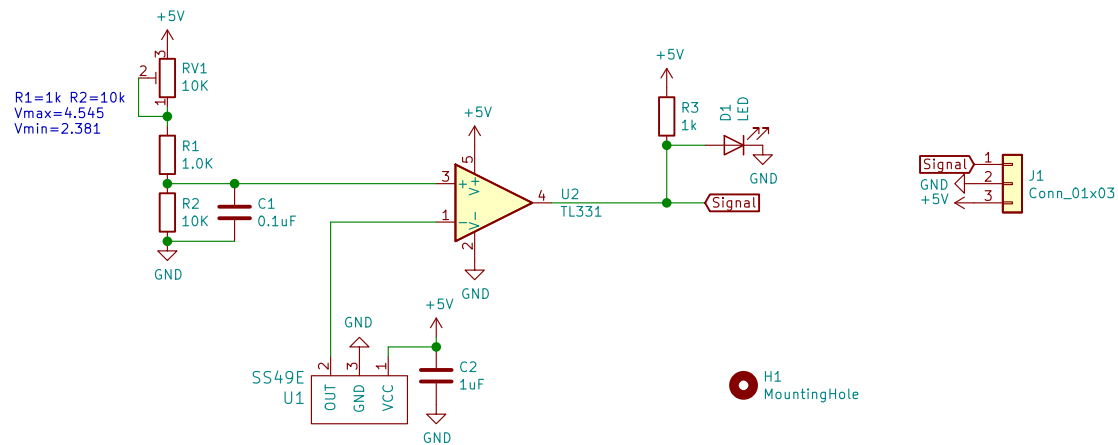 +5V
3
RV1
2
10K
1
R1=1k R2=10k
Vmax=4.545
Vmin=2.381
R1
1.0K
R2
10K
C1
0.1uF
GND
+5V
5
3
+
V+
1
-
V-
2
4
U2
TL331
GND
+5V
R3
1k
D1
LED
GND
Signal
Signal
1
GND
2
+5V
3
J1
Conn_01x03
SS49E
U1
2
OUT
GND
3
GND
1
VCC
+5V
C2
1uF
GND
H1
MountingHole